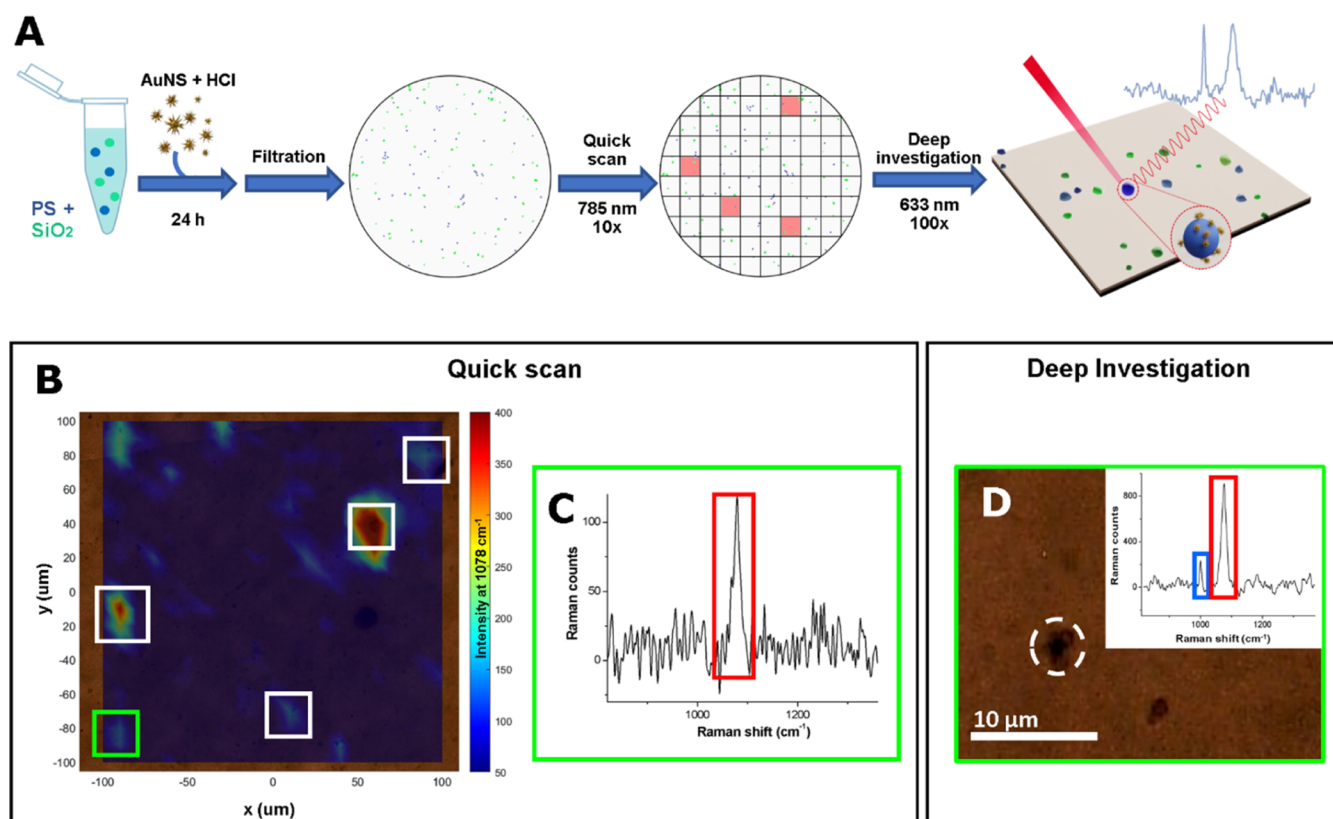 A
AuNS + HCl
PS +
SiO₂
24 h
Filtration
Quick
scan
785 nm
10x
Deep
investigation
633 nm
100x
Quick scan
B
100
80
60
40
20
0
-20
-40
-60
-80
-100
y (um)
-100
-50
0
50
100
x (um)
400
350
300
250
200
150
100
50
Intensity at 1078 cm⁻¹
C
100
50
0
Raman counts
1000
1200
Raman shift (cm⁻¹)
Deep Investigation
D
10 µm
800
400
0
Raman counts
1000
1200
Raman shift (cm⁻¹)